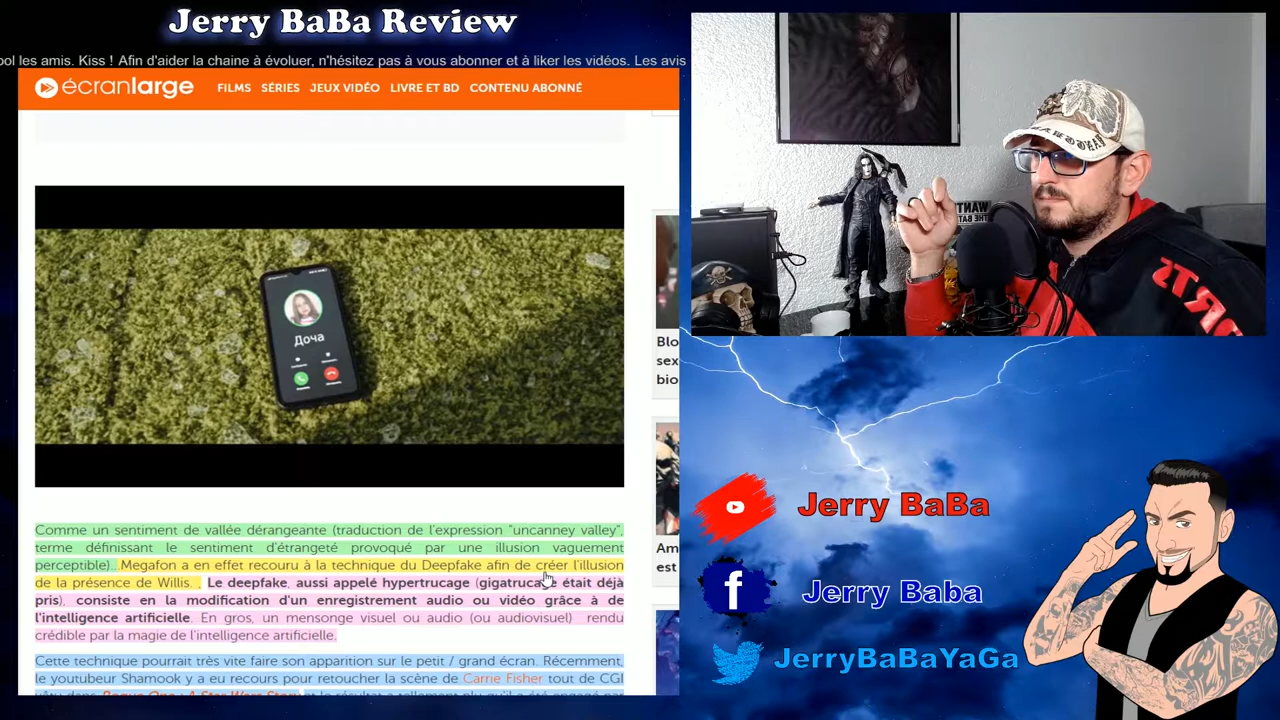 Jerry BaBa Review
ool les amis. Kiss ! Afin d'aider la chaine à évoluer, n'hésitez pas à vous abonner et à liker les vidéos. Les avis
écranlarge
FILMS SÉRIES JEUX VIDÉO LIVRE ET BD CONTENU ABONNÉ
Доча
Comme un sentiment de vallée dérangeante (traduction de l'expression "uncanney valley",
terme définissant le sentiment d'étrangeté provoqué par une illusion vaguement
perceptible)... Megafon a en effet recouru à la technique du Deepfake afin de créer l'illusion
de la présence de Willis. . Le deepfake, aussi appelé hypertrucage (gigatrucage était déjà
pris), consiste en la modification d'un enregistrement audio ou vidéo grâce à de
l'intelligence artificielle. En gros, un mensonge visuel ou audio (ou audiovisuel) rendu
crédible par la magie de l'intelligence artificielle.
Cette technique pourrait très vite faire son apparition sur le petit / grand écran. Récemment,
le youtubeur Shamook y a eu recours pour retoucher la scène de Carrie Fisher tout de CGI
Blo
sex
bio
Am
est
WANT
THE BAT
Jerry BaBa
Jerry Baba
JerryBaBaYaGa